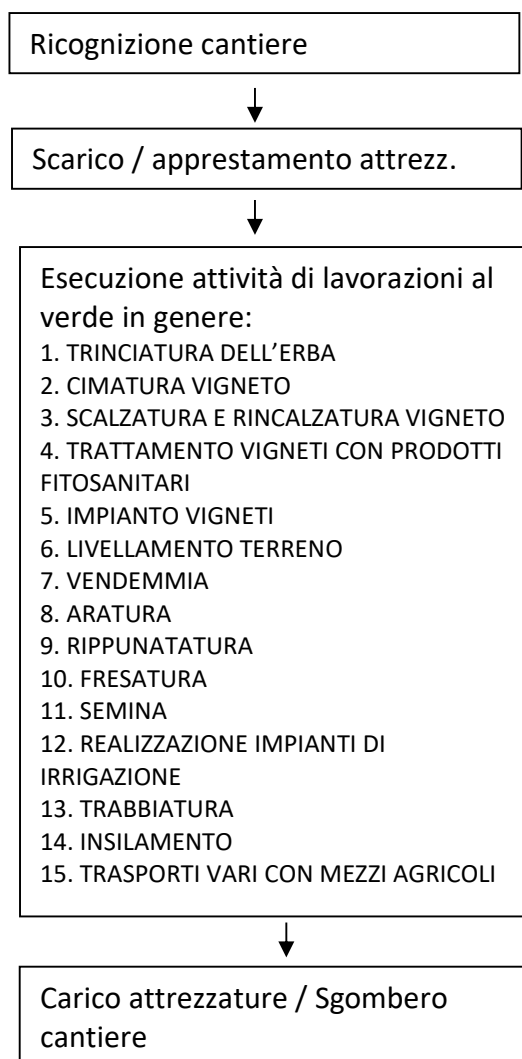 Ricognizione cantiere
Scarico / apprestamento attrezz.
Esecuzione attività di lavorazioni al
verde in genere:
1. TRINCIATURA DELL’ERBA
2. CIMATURA VIGNETO
3. SCALZATURA E RINCALZATURA VIGNETO
4. TRATTAMENTO VIGNETI CON PRODOTTI
FITOSANITARI
5. IMPIANTO VIGNETI
6. LIVELLAMENTO TERRENO
7. VENDEMMIA
8. ARATURA
9. RIPPUNATATURA
10. FRESATURA
11. SEMINA
12. REALIZZAZIONE IMPIANTI DI
IRRIGAZIONE
13. TRABBIATURA
14. INSILAMENTO
15. TRASPORTI VARI CON MEZZI AGRICOLI
Carico attrezzature / Sgombero
cantiere